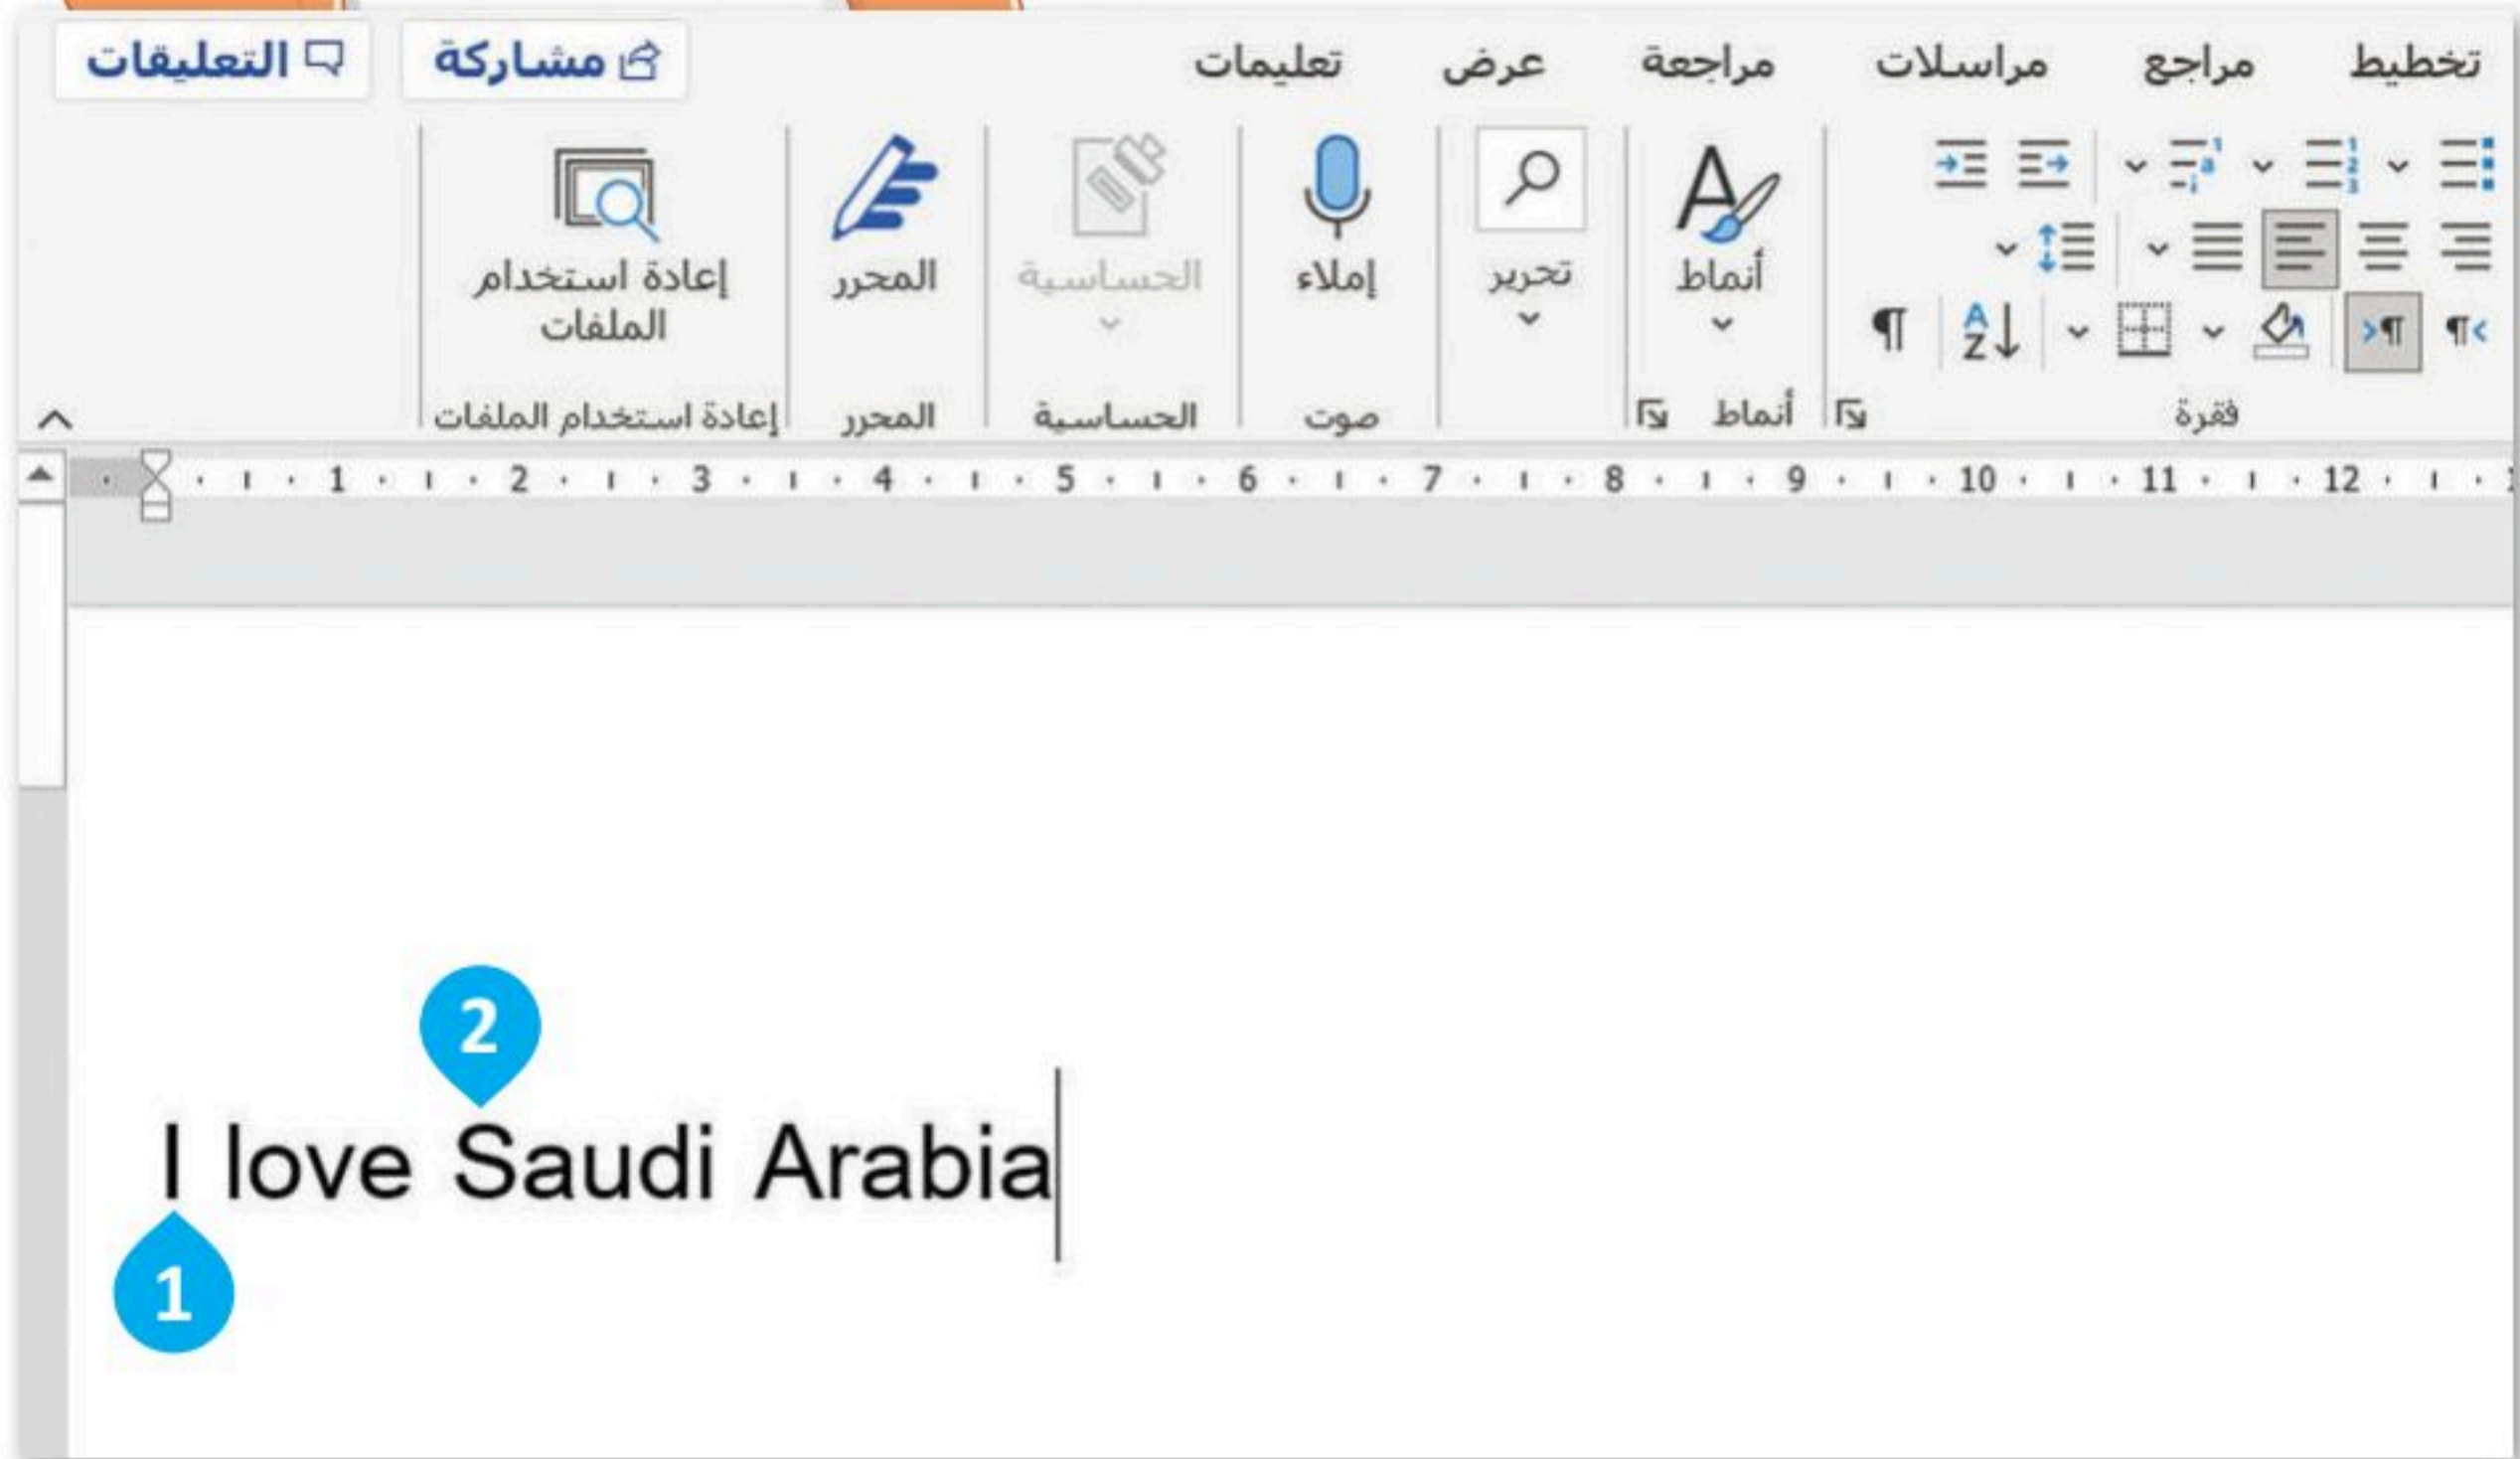 تخطيط مراجع مراسلات مراجعة عرض تعليمات مشاركة التعليقات
أنماط تحرير إملاء الحساسية المحرر إعادة استخدام
الملفات
فقرة أنماط صوت الحساسية المحرر إعادة استخدام الملفات
1 2 3 4 5 6 7 8 9 10 11 12
2
I love Saudi Arabia
1